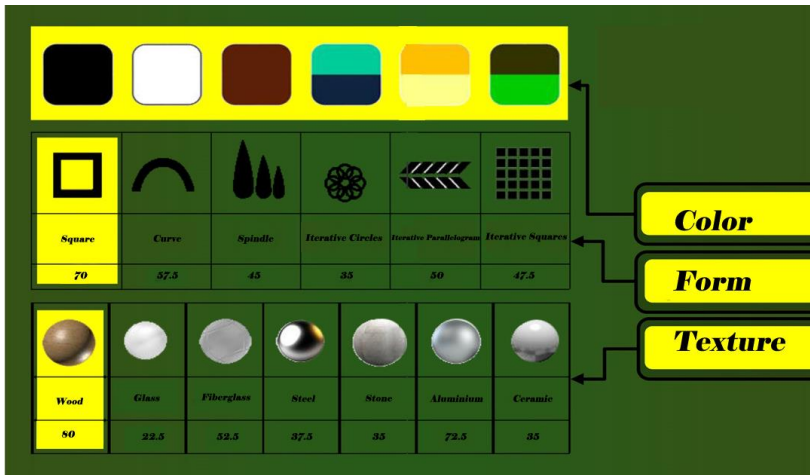 Color
Square Curve Spindle Iterative Circles Iterative Parallelogram Iterative Squares
70 57.5 45 35 50 47.5
Form
Texture
Wood Glass Fiberglass Steel Stone Aluminium Ceramic
80 22.5 52.5 37.5 35 72.5 35